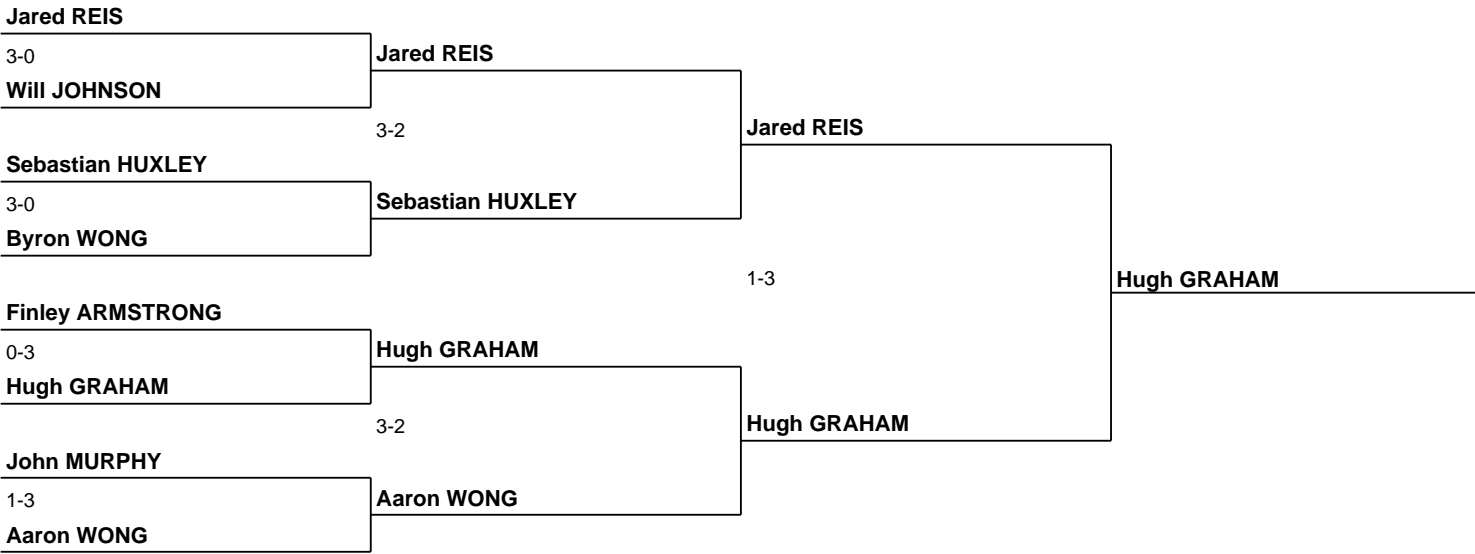 Jared REIS
3-0
Jared REIS
Will JOHNSON
3-2
Jared REIS
Sebastian HUXLEY
3-0
Sebastian HUXLEY
Byron WONG
1-3
Hugh GRAHAM
Finley ARMSTRONG
0-3
Hugh GRAHAM
Hugh GRAHAM
3-2
Hugh GRAHAM
John MURPHY
1-3
Aaron WONG
Aaron WONG